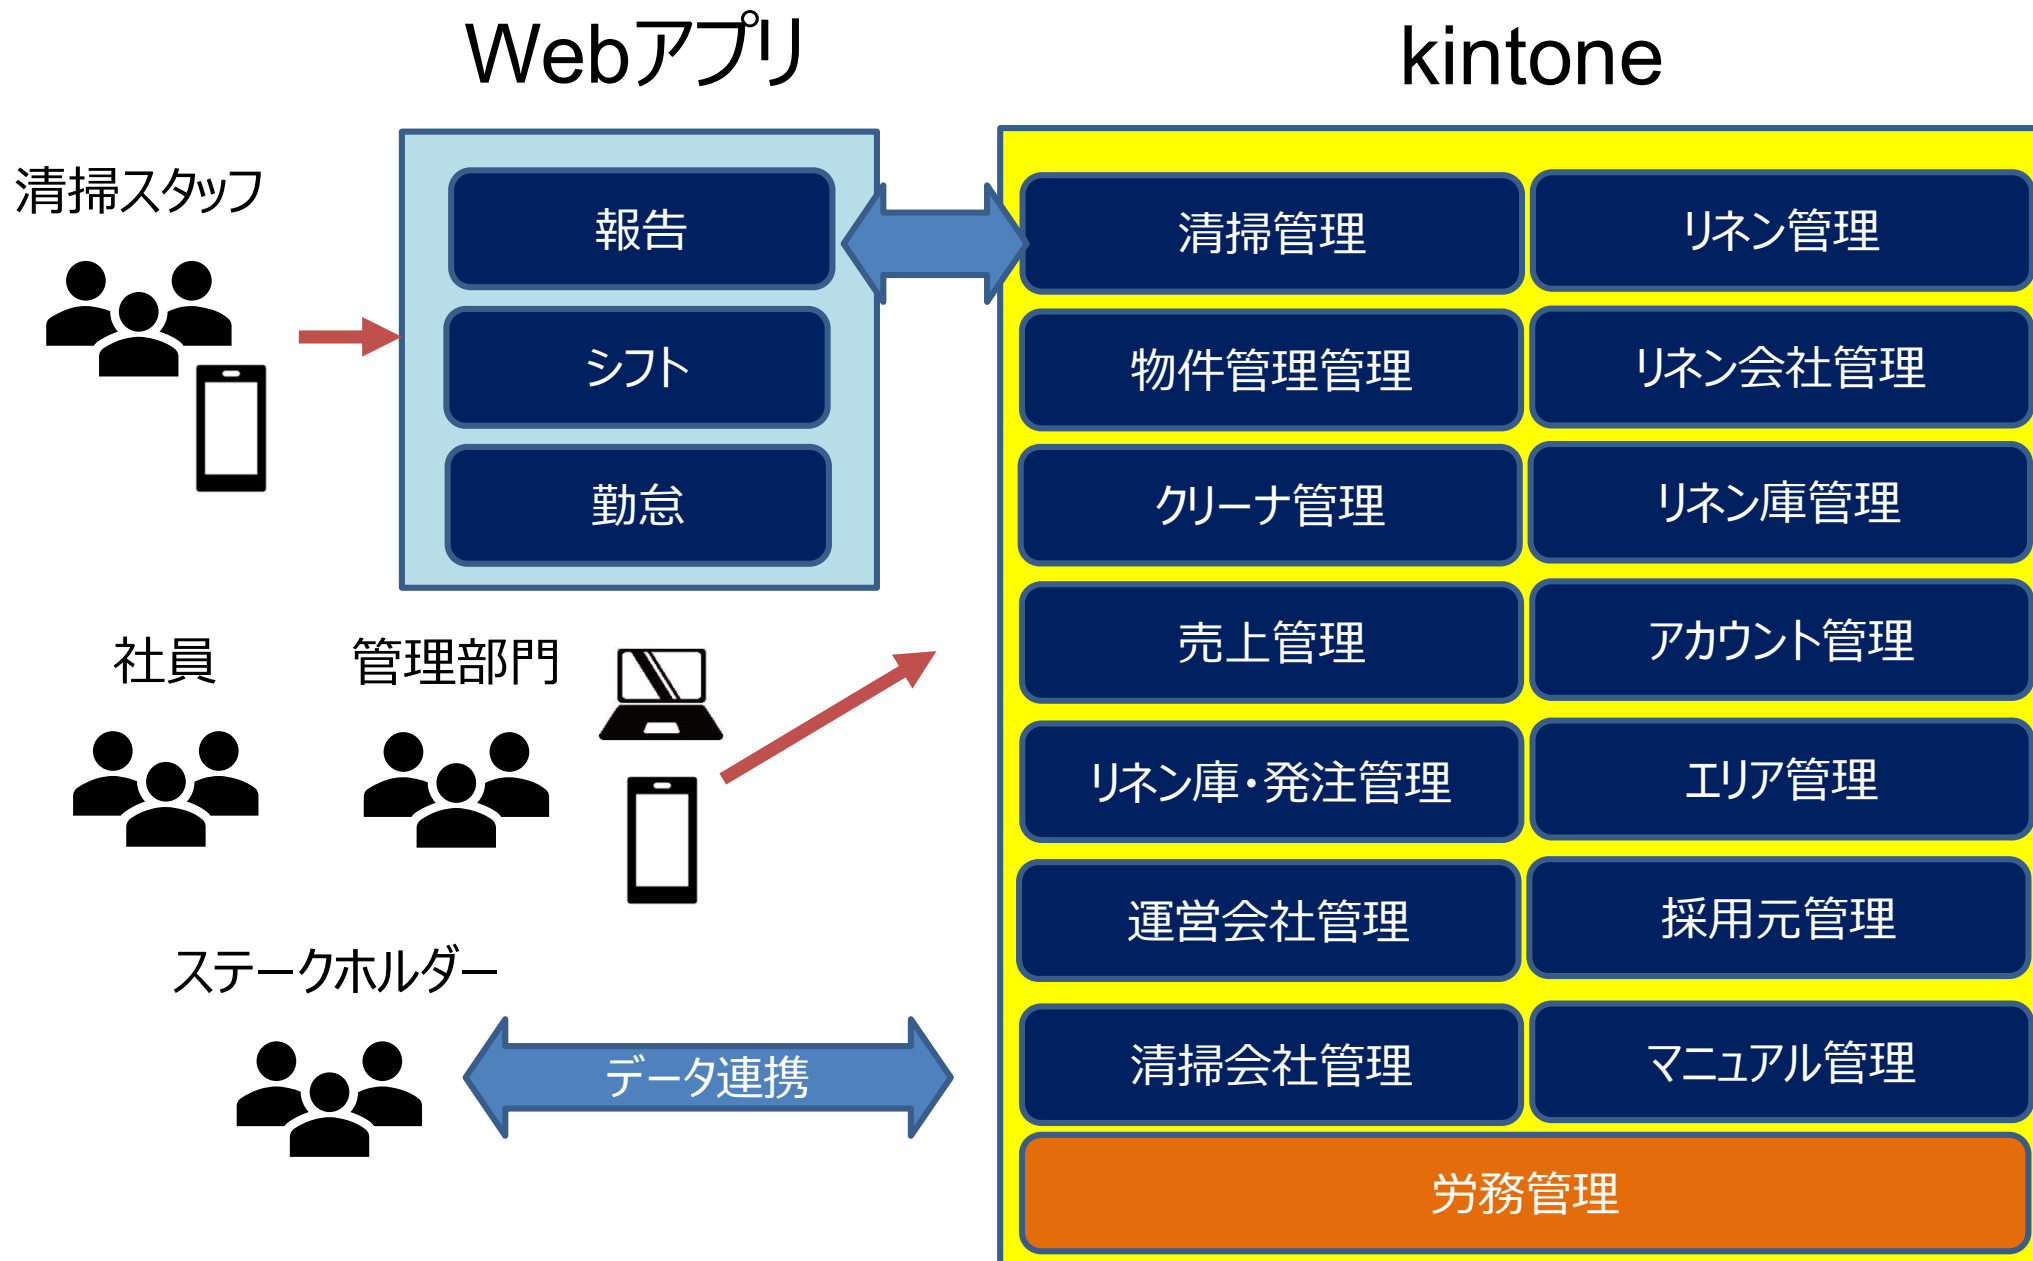 Webアプリ
kintone
清掃スタッフ
報告
シフト
勤怠
社員
管理部門
ステークホルダー
データ連携
清掃管理
リネン管理
物件管理管理
リネン会社管理
クリーナ管理
リネン庫管理
売上管理
アカウント管理
リネン庫・発注管理
エリア管理
運営会社管理
採用元管理
清掃会社管理
マニュアル管理
労務管理